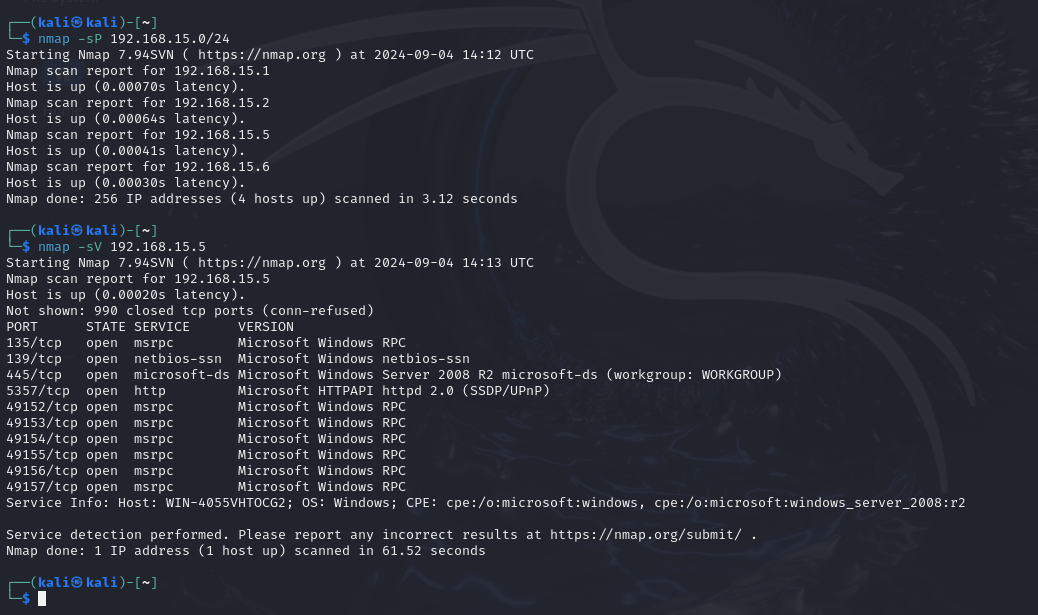 ┌──(kali㉿kali)-[~]
└─$ nmap -sP 192.168.15.0/24
Starting Nmap 7.94SVN ( https://nmap.org ) at 2024-09-04 14:12 UTC
Nmap scan report for 192.168.15.1
Host is up (0.00070s latency).
Nmap scan report for 192.168.15.2
Host is up (0.00064s latency).
Nmap scan report for 192.168.15.5
Host is up (0.00041s latency).
Nmap scan report for 192.168.15.6
Host is up (0.00030s latency).
Nmap done: 256 IP addresses (4 hosts up) scanned in 3.12 seconds
┌──(kali㉿kali)-[~]
└─$ nmap -sV 192.168.15.5
Starting Nmap 7.94SVN ( https://nmap.org ) at 2024-09-04 14:13 UTC
Nmap scan report for 192.168.15.5
Host is up (0.00020s latency).
Not shown: 990 closed tcp ports (conn-refused)
PORT      STATE SERVICE      VERSION
135/tcp   open  msrpc        Microsoft Windows RPC
139/tcp   open  netbios-ssn  Microsoft Windows netbios-ssn
445/tcp   open  microsoft-ds Microsoft Windows Server 2008 R2 microsoft-ds (workgroup: WORKGROUP)
5357/tcp  open  http         Microsoft HTTPAPI httpd 2.0 (SSDP/UPnP)
49152/tcp open  msrpc        Microsoft Windows RPC
49153/tcp open  msrpc        Microsoft Windows RPC
49154/tcp open  msrpc        Microsoft Windows RPC
49155/tcp open  msrpc        Microsoft Windows RPC
49156/tcp open  msrpc        Microsoft Windows RPC
49157/tcp open  msrpc        Microsoft Windows RPC
Service Info: Host: WIN-4055VHTOCG2; OS: Windows; CPE: cpe:/o:microsoft:windows, cpe:/o:microsoft:windows_server_2008:r2
Service detection performed. Please report any incorrect results at https://nmap.org/submit/ .
Nmap done: 1 IP address (1 host up) scanned in 61.52 seconds
┌──(kali㉿kali)-[~]
└─$